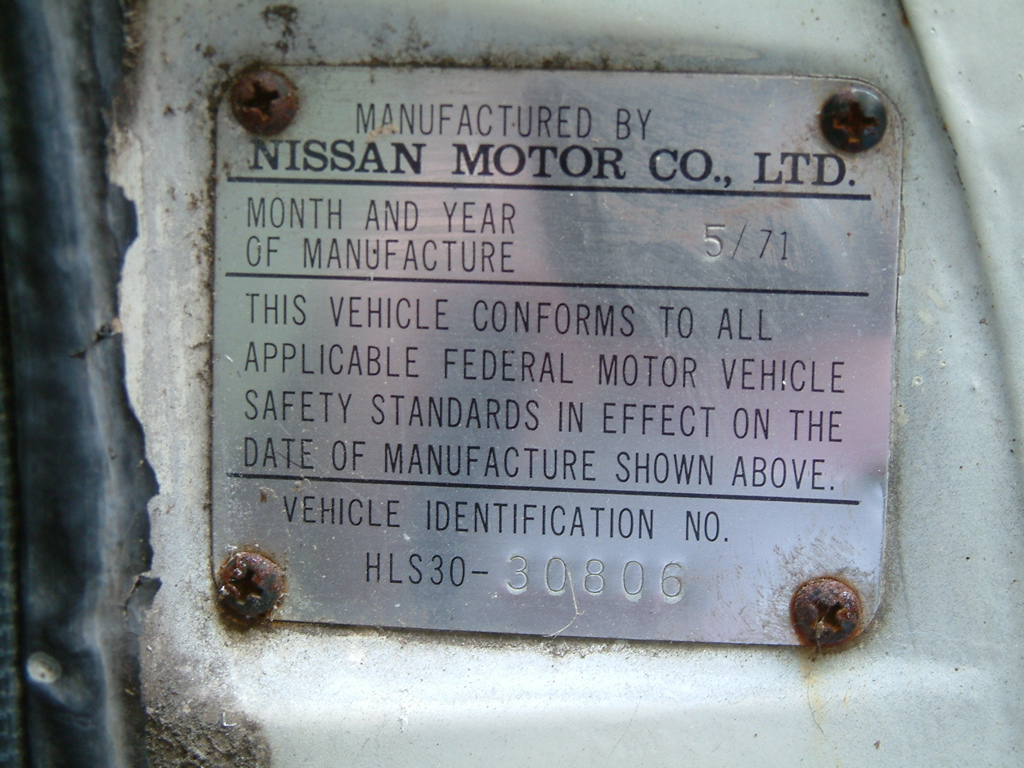 MANUFACTURED BY
NISSAN MOTOR CO., LTD.
MONTH AND YEAR
OF MANUFACTURE 5/71
THIS VEHICLE CONFORMS TO ALL
APPLICABLE FEDERAL MOTOR VEHICLE
SAFETY STANDARDS IN EFFECT ON THE
DATE OF MANUFACTURE SHOWN ABOVE.
VEHICLE IDENTIFICATION NO.
HLS30-30806